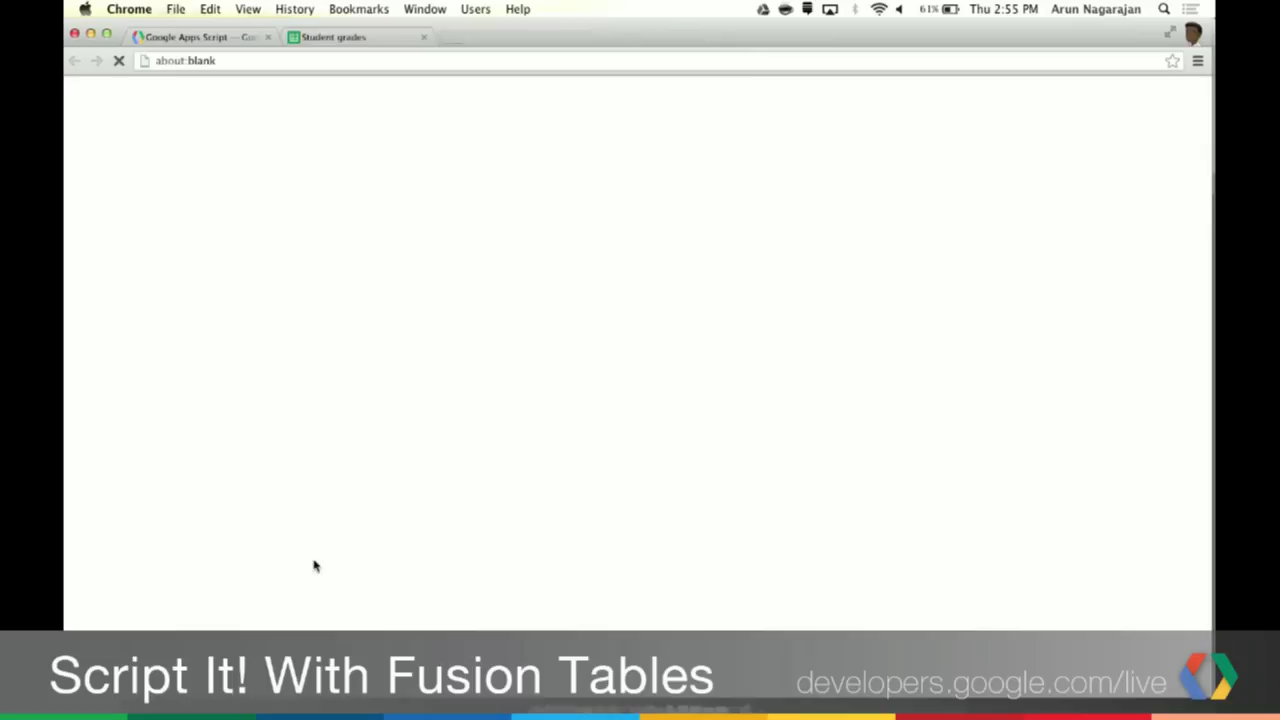 Chrome File Edit View History Bookmarks Window Users Help 61% Thu 2:55 PM Arun Nagarajan
Google Apps Script — Goo Student grades
about:blank
Script It! With Fusion Tables developers.google.com/live